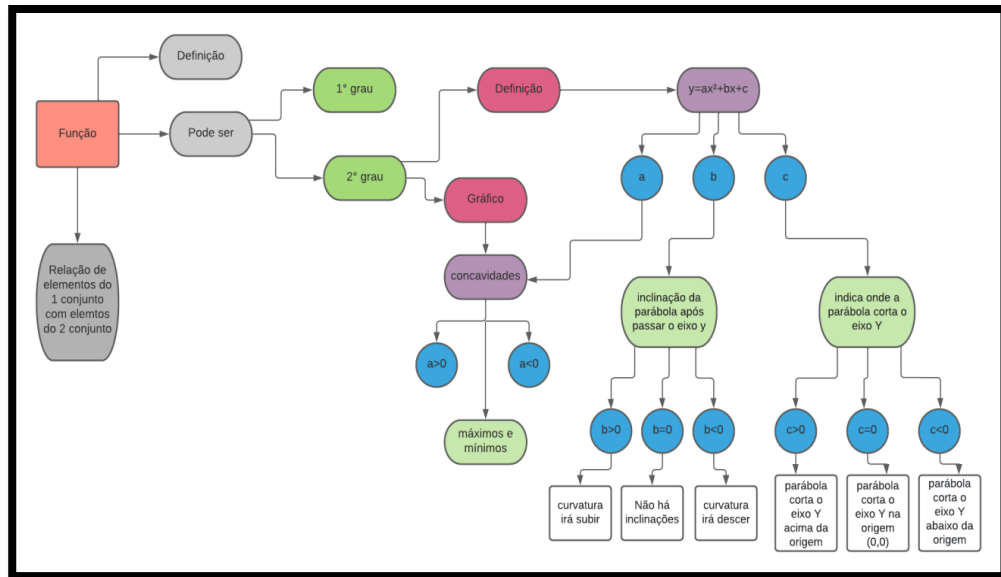 Definição
Função
Pode ser
1° grau
2° grau
Definição
y=ax²+bx+c
Gráfico
a
b
c
Relação de
elementos do
1 conjunto
com elemtos
do 2 conjunto
concavidades
a>0
a<0
máximos e
mínimos
inclinação da
parábola após
passar o eixo y
indica onde a
parábola corta o
eixo Y
b>0
b=0
b<0
c>0
c=0
c<0
curvatura
irá subir
Não há
inclinações
curvatura
irá descer
parábola
corta o
eixo Y
acima da
origem
parábola
corta o
eixo Y na
origem
(0,0)
parábola
corta o
eixo Y
abaixo da
origem